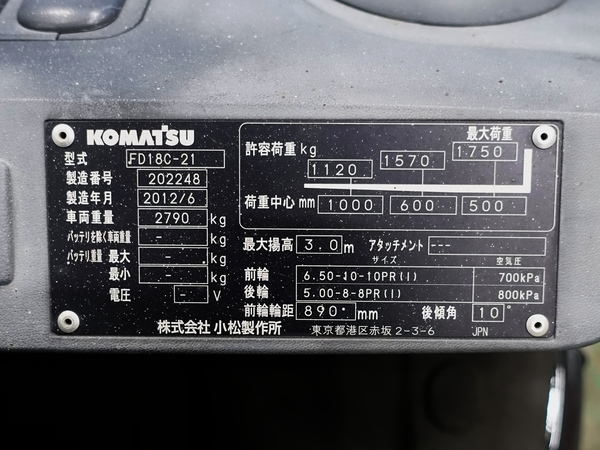 KOMATSU
型式 FD18C-21
製造番号 202248
製造年月 2012/6
車両重量 2790 kg
バッテリを除く車両重量 - kg
バッテリ重量 最大 - kg
最小 - kg
電圧 - V
最大荷重
許容荷重 kg 1120 1570 1750
荷重中心 mm 1000 600 500
最大揚高 3.0 m アタッチメント ---
サイズ 空気圧
前輪 6.50-10-10PR(I) 700kPa
後輪 5.00-8-8PR(I) 800kPa
前輪輪距 890 mm 後傾角 10°
株式会社 小松製作所 東京都港区赤坂 2-3-6 JPN